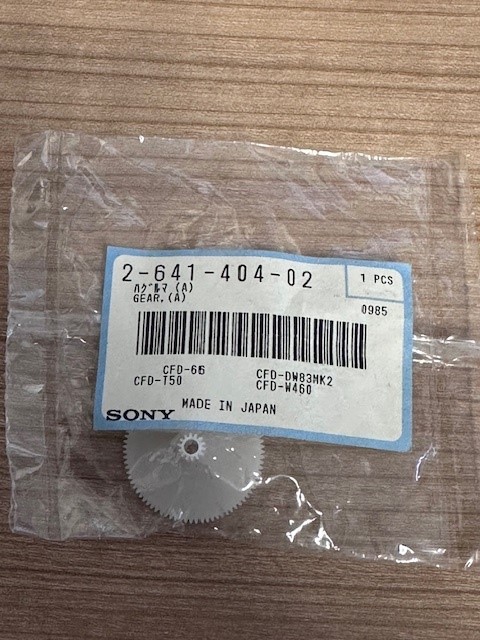 2-641-404-02
1 PCS
ﾊｸﾞﾙﾏ.(A)
GEAR.(A)
0985
CFD-66 CFD-DW83MK2
CFD-T50 CFD-W460
MADE IN JAPAN
SONY